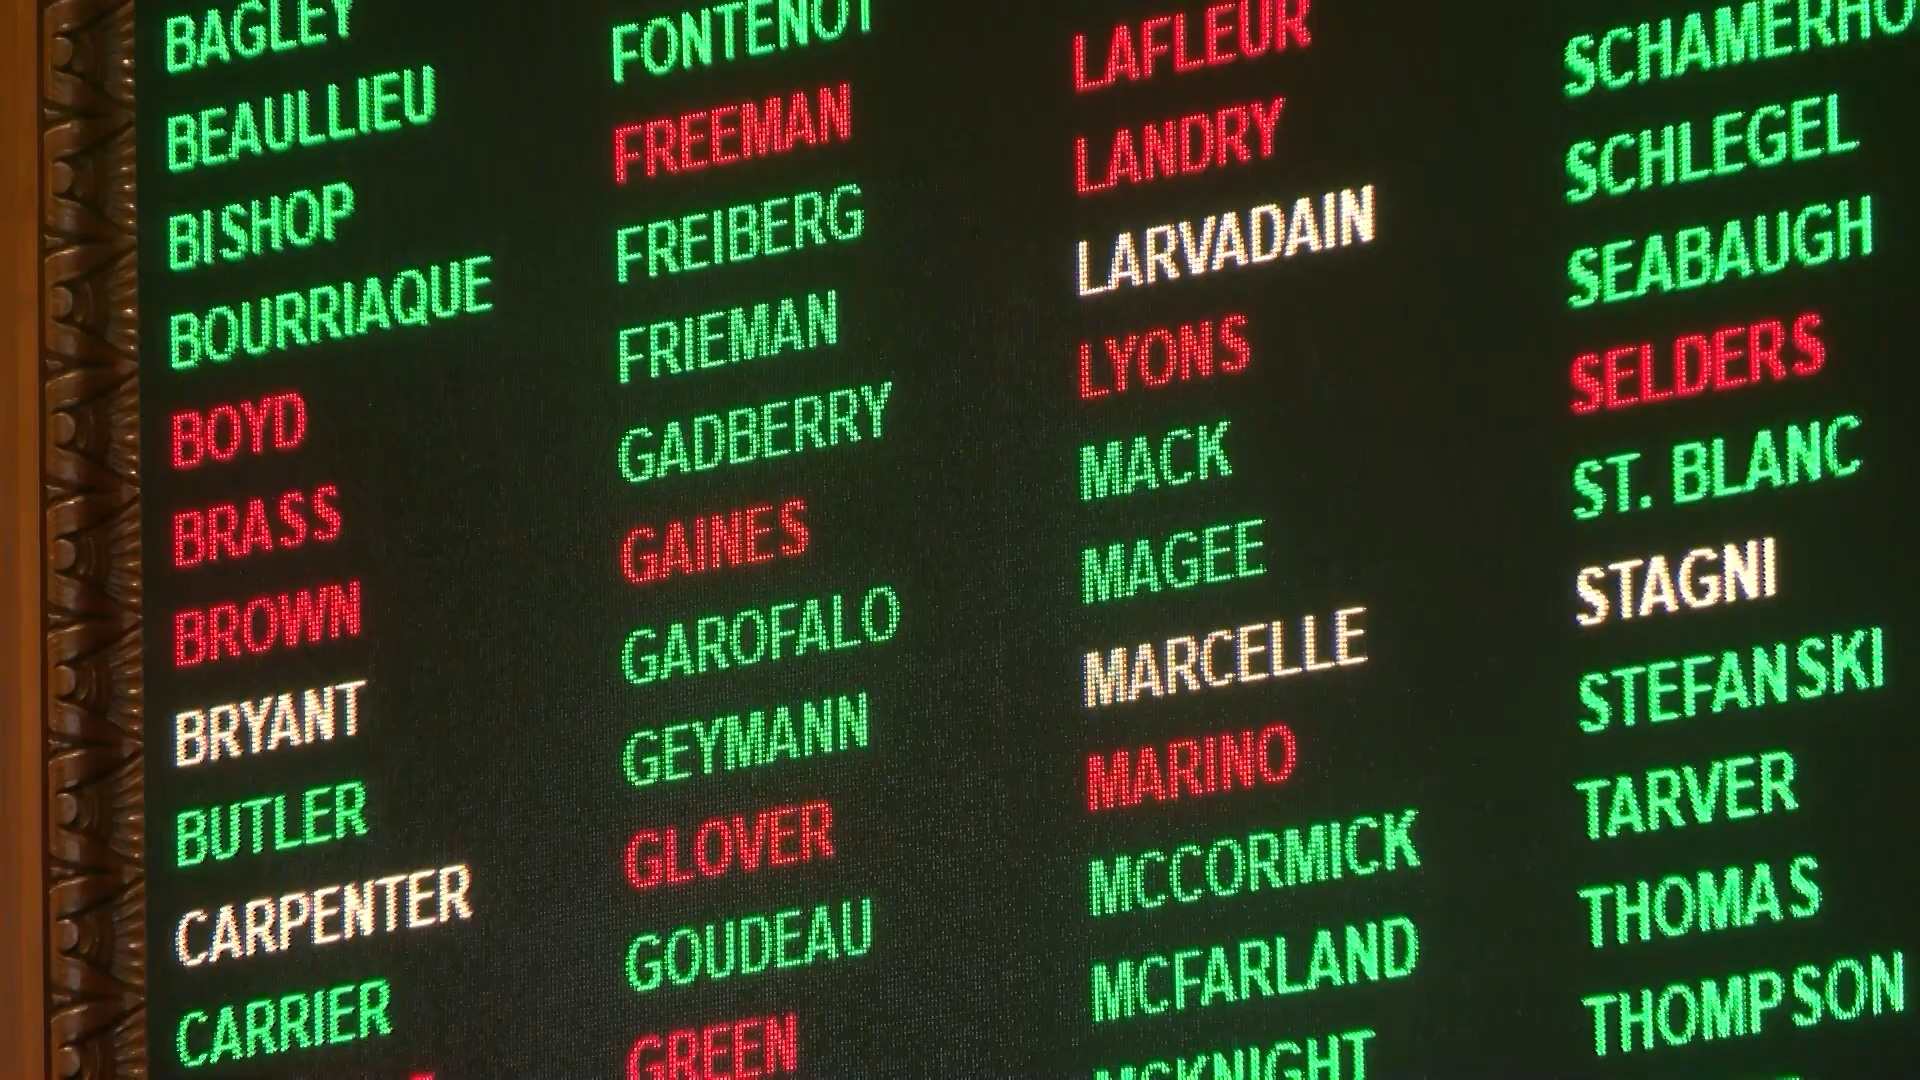 BAGLEY
BEAULLIEU
BISHOP
BOURRIAQUE
BOYD
BRASS
BROWN
BRYANT
BUTLER
CARPENTER
CARRIER
FONTENOT
FREEMAN
FREIBERG
FRIEMAN
GADBERRY
GAINES
GAROFALO
GEYMANN
GLOVER
GOUDEAU
GREEN
LAFLEUR
LANDRY
LARVADAIN
LYONS
MACK
MAGEE
MARCELLE
MARINO
MCCORMICK
MCFARLAND
MCKNIGHT
SCHAMERHO
SCHLEGEL
SEABAUGH
SELDERS
ST. BLANC
STAGNI
STEFANSKI
TARVER
THOMAS
THOMPSON